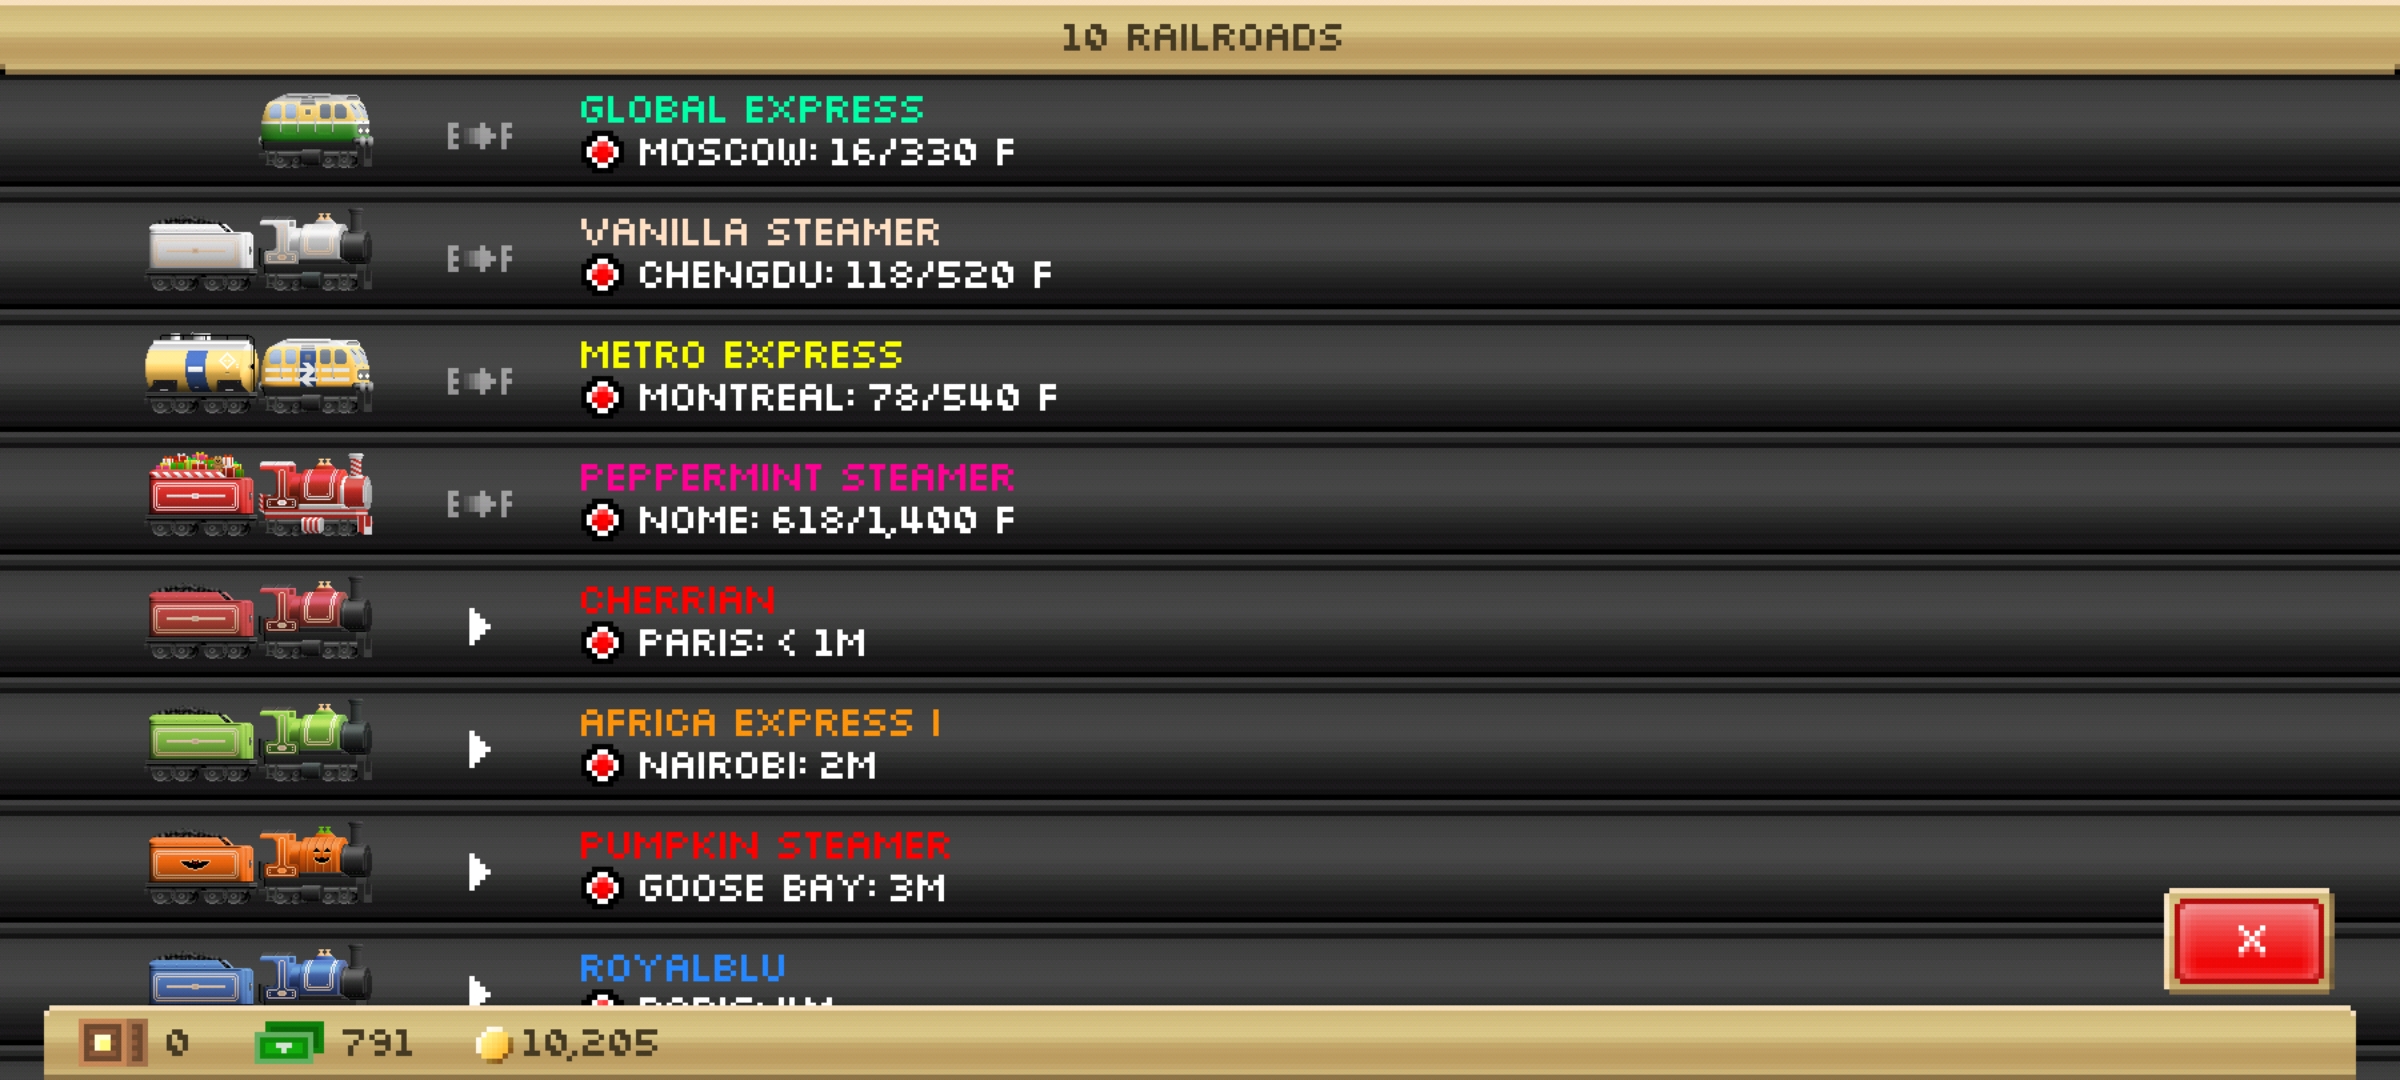 10 RAILROADS
GLOBAL EXPRESS
E F
MOSCOW: 16/330 F
VANILLA STEAMER
E F
CHENGDU: 118/520 F
METRO EXPRESS
E F
MONTREAL: 78/540 F
PEPPERMINT STEAMER
E F
NOME: 618/1,400 F
CHERRIAN
PARIS: < 1M
AFRICA EXPRESS I
NAIROBI: 2M
PUMPKIN STEAMER
GOOSE BAY: 3M
X
ROYALBLU
PARIS: 4M
0 791 10,205